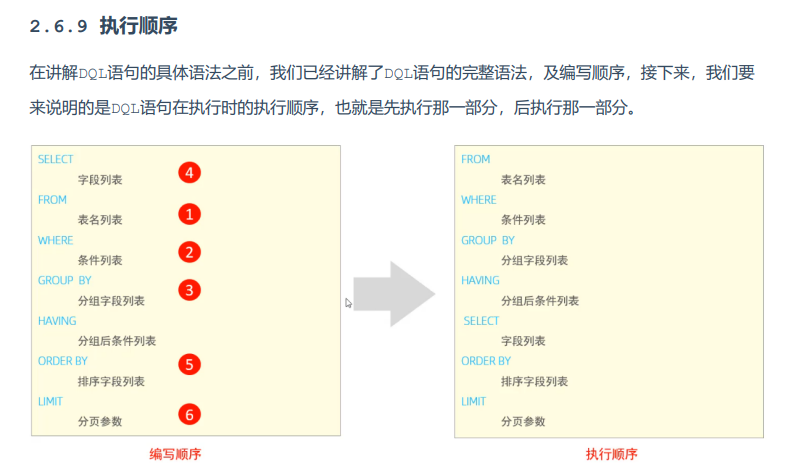 2.6.9 执行顺序
在讲解DQL语句的具体语法之前，我们已经讲解了DQL语句的完整语法，及编写顺序，接下来，我们要
来说明的是DQL语句在执行时的执行顺序，也就是先执行那一部分，后执行那一部分。
SELECT
字段列表 4
FROM
表名列表 1
WHERE
条件列表 2
GROUP BY
分组字段列表 3
HAVING
分组后条件列表
ORDER BY
排序字段列表 5
LIMIT
分页参数 6
编写顺序
FROM
表名列表
WHERE
条件列表
GROUP BY
分组字段列表
HAVING
分组后条件列表
SELECT
字段列表
ORDER BY
排序字段列表
LIMIT
分页参数
执行顺序